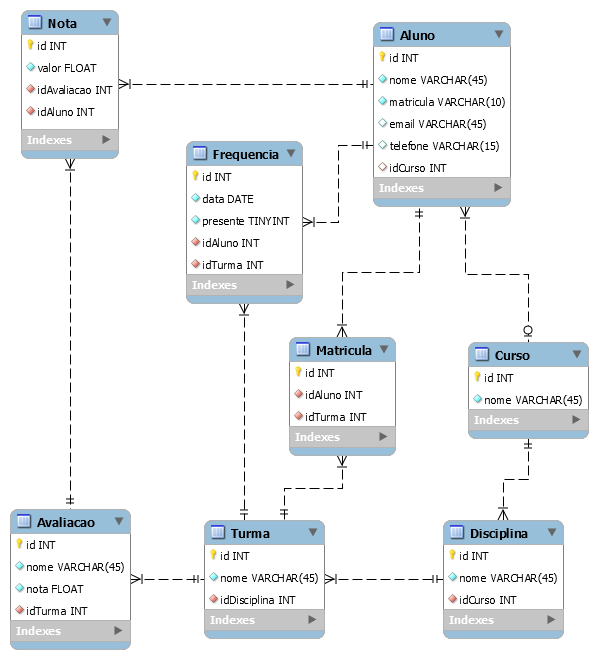 Nota
id INT
valor FLOAT
idAvaliacao INT
idAluno INT
Indexes
Aluno
id INT
nome VARCHAR(45)
matricula VARCHAR(10)
email VARCHAR(45)
telefone VARCHAR(15)
idCurso INT
Indexes
Frequencia
id INT
data DATE
presente TINYINT
idAluno INT
idTurma INT
Indexes
Matricula
id INT
idAluno INT
idTurma INT
Indexes
Curso
id INT
nome VARCHAR(45)
Indexes
Avaliacao
id INT
nome VARCHAR(45)
nota FLOAT
idTurma INT
Indexes
Turma
id INT
nome VARCHAR(45)
idDisciplina INT
Indexes
Disciplina
id INT
nome VARCHAR(45)
idCurso INT
Indexes